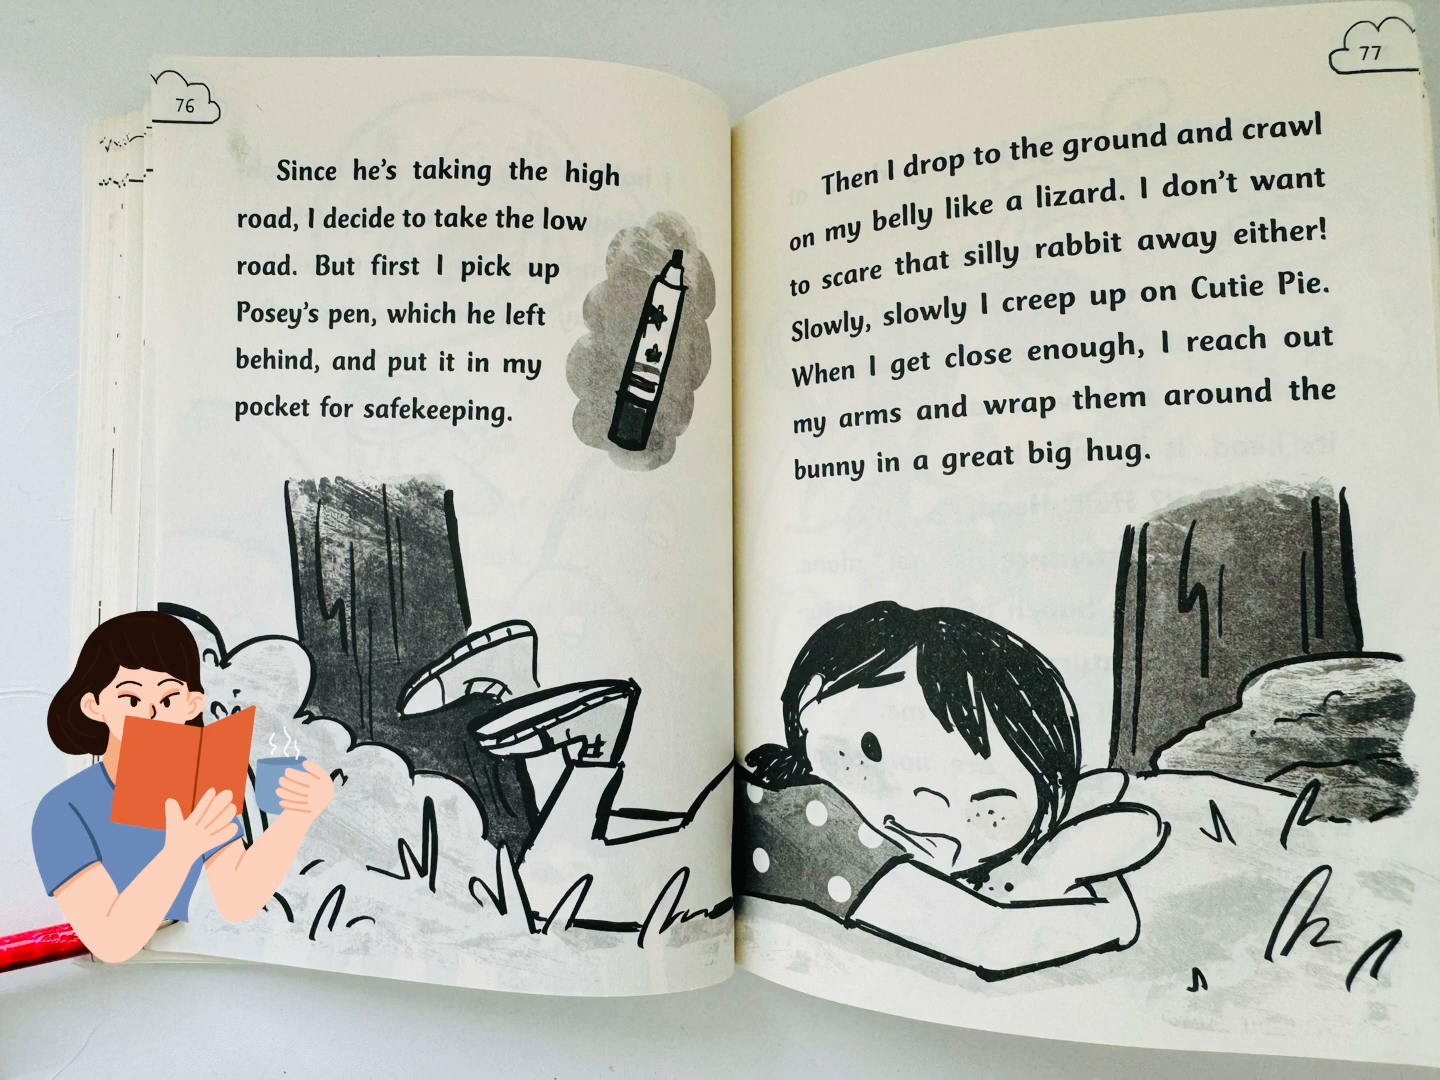 76
Since he's taking the high
road, I decide to take the low
road. But first I pick up
Posey's pen, which he left
behind, and put it in my
pocket for safekeeping.
77
Then I drop to the ground and crawl
on my belly like a lizard. I don't want
to scare that silly rabbit away either!
Slowly, slowly I creep up on Cutie Pie.
When I get close enough, I reach out
my arms and wrap them around the
bunny in a great big hug.